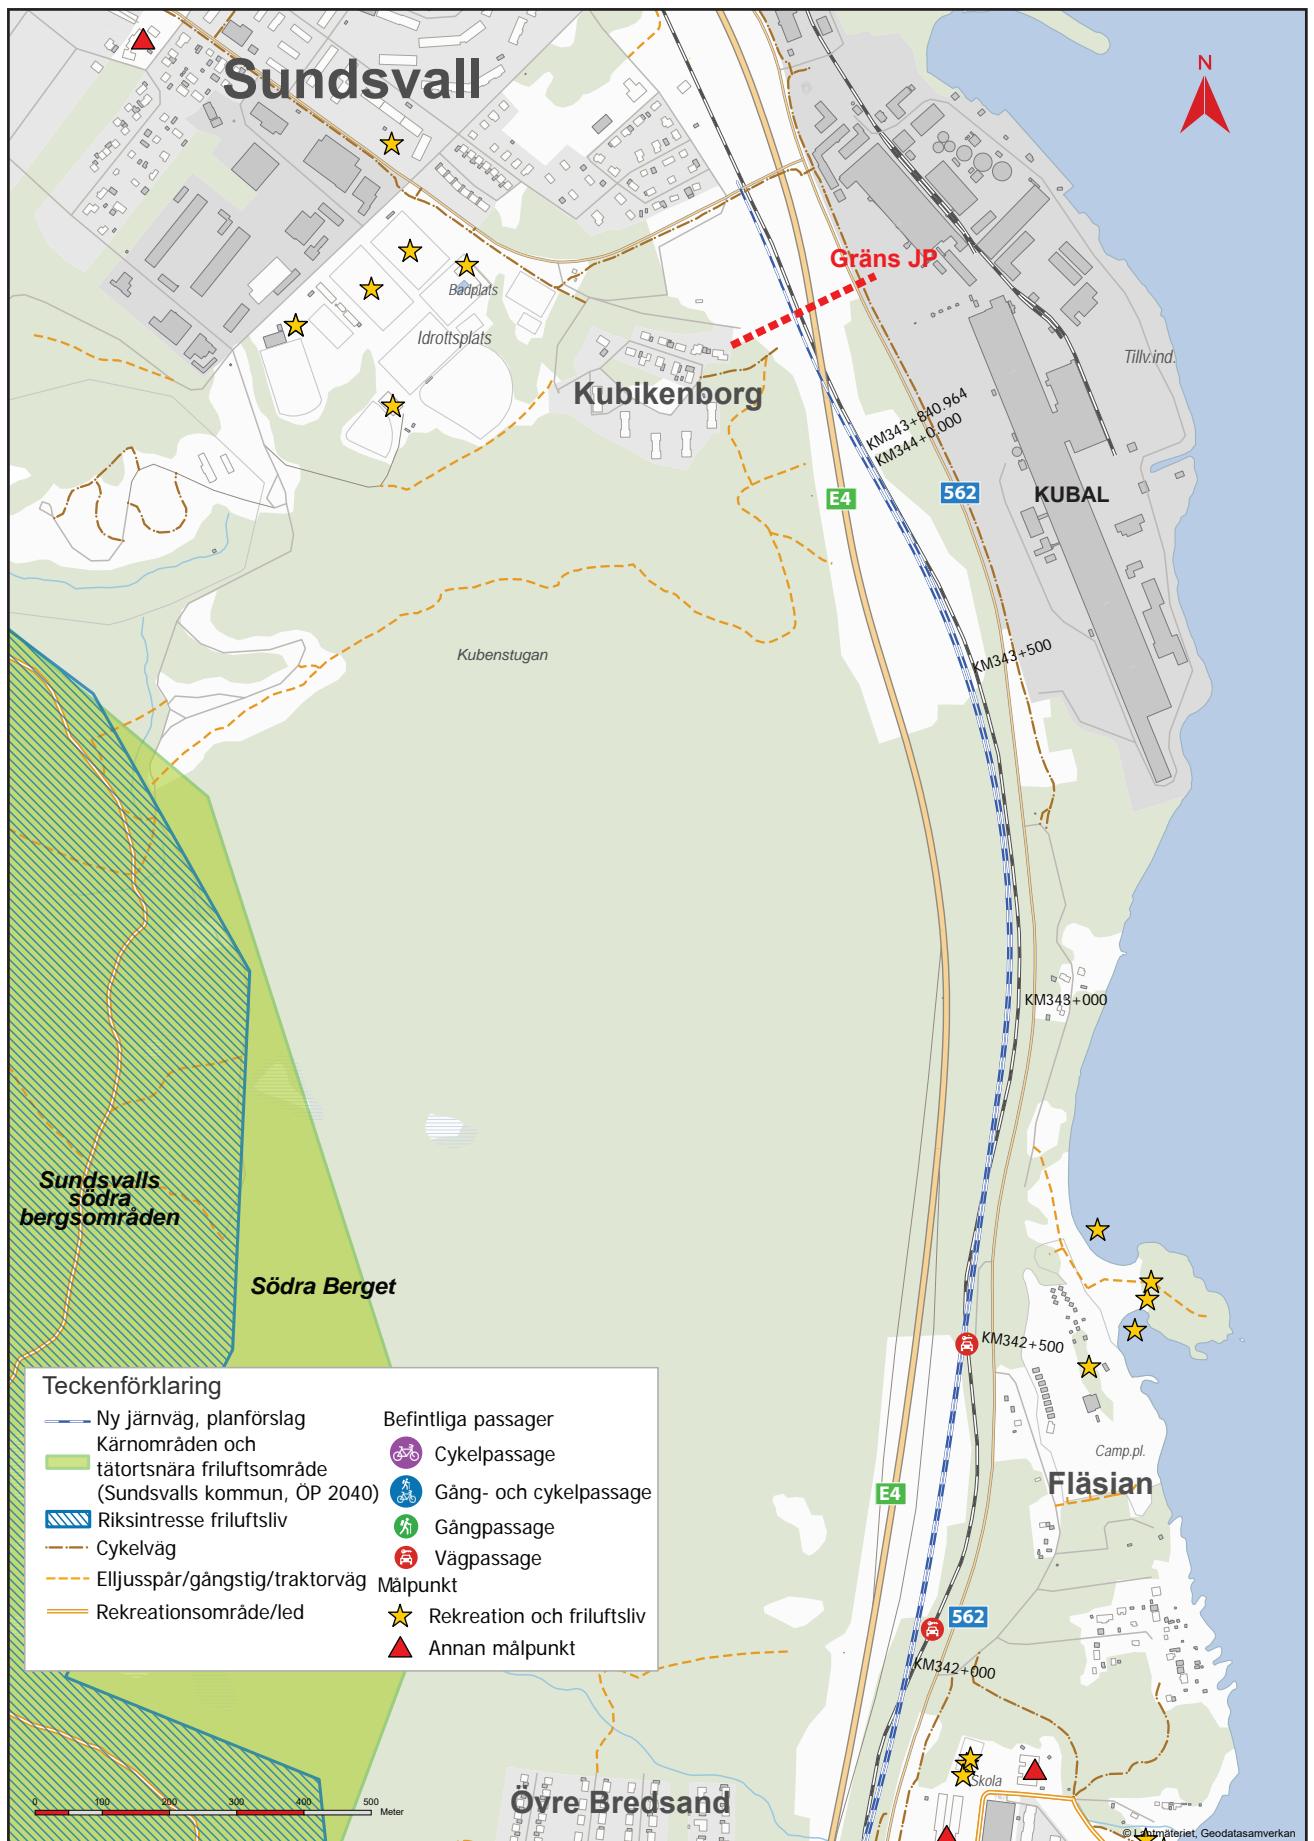 Sundsvall
N
Gräns JP
Badplats
Idrottsplats
Tillv.ind.
Kubikenborg
KM343+840.964
KM344+0.000
E4
562
KUBAL
Kubenstugan
KM343+500
KM343+000
Sundsvalls
södra
bergsområden
Södra Berget
KM342+500
Camp.pl.
Fläsian
E4
562
KM342+000
Skola
Övre Bredsand
Teckenförklaring
Ny järnväg, planförslag
Kärnområden och
tätortsnära friluftsområde
(Sundsvalls kommun, ÖP 2040)
Riksintresse friluftsliv
Cykelväg
Elljusspår/gångstig/traktorväg
Rekreationsområde/led
Befintliga passager
Cykelpassage
Gång- och cykelpassage
Gångpassage
Vägpassage
Målpunkt
Rekreation och friluftsliv
Annan målpunkt
0 100 200 300 400 500
Meter
© Lantmäteriet, Geodatasamverkan